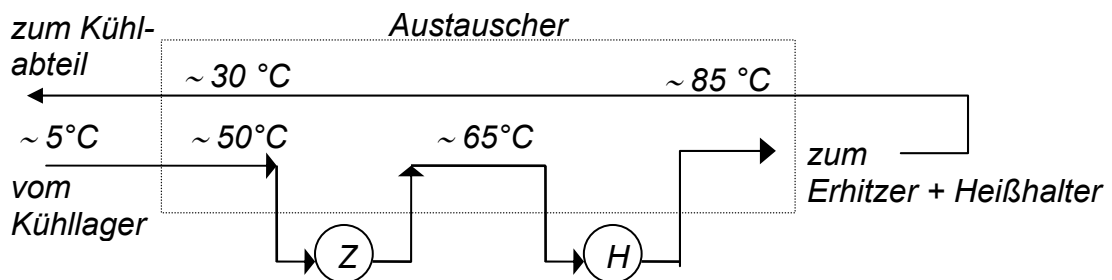 zum Kühl-
abteil
Austauscher
~ 30 °C
~ 85 °C
~ 5°C
~ 50°C
~ 65°C
vom
Kühllager
zum
Erhitzer + Heißhalter
Z
H